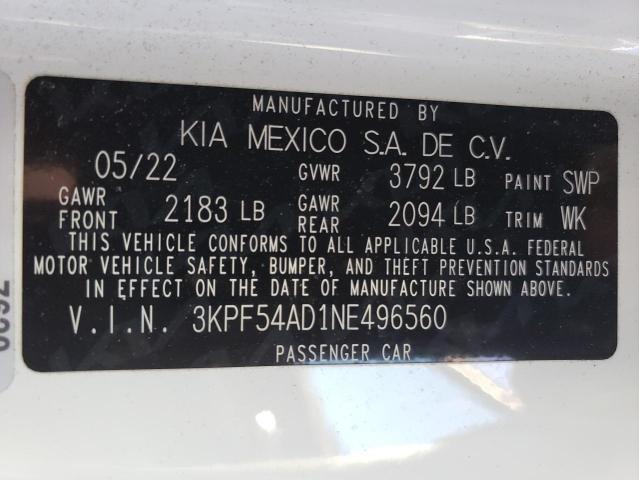 MANUFACTURED BY
KIA MEXICO S.A. DE C.V.
05/22 GVWR 3792 LB PAINT SWP
GAWR FRONT 2183 LB GAWR REAR 2094 LB TRIM WK
THIS VEHICLE CONFORMS TO ALL APPLICABLE U.S.A. FEDERAL
MOTOR VEHICLE SAFETY, BUMPER, AND THEFT PREVENTION STANDARDS
IN EFFECT ON THE DATE OF MANUFACTURE SHOWN ABOVE.
V.I.N. 3KPF54AD1NE496560
PASSENGER CAR